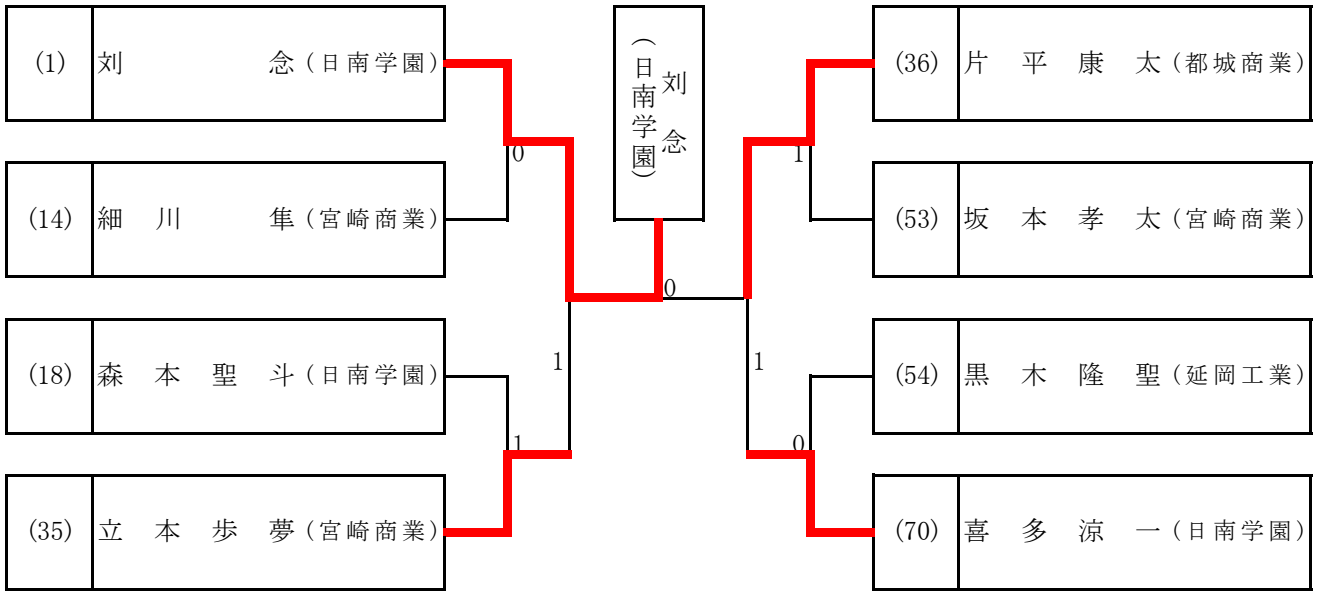 (1) 刘 念 (日南学園)
(14) 細 川 隼 (宮崎商業)
(18) 森 本 聖 斗 (日南学園)
(35) 立 本 歩 夢 (宮崎商業)
0
1
1
刘 念
(日南学園)
0
1
1
0
(36) 片 平 康 太 (都城商業)
(53) 坂 本 孝 太 (宮崎商業)
(54) 黒 木 隆 聖 (延岡工業)
(70) 喜 多 涼 一 (日南学園)